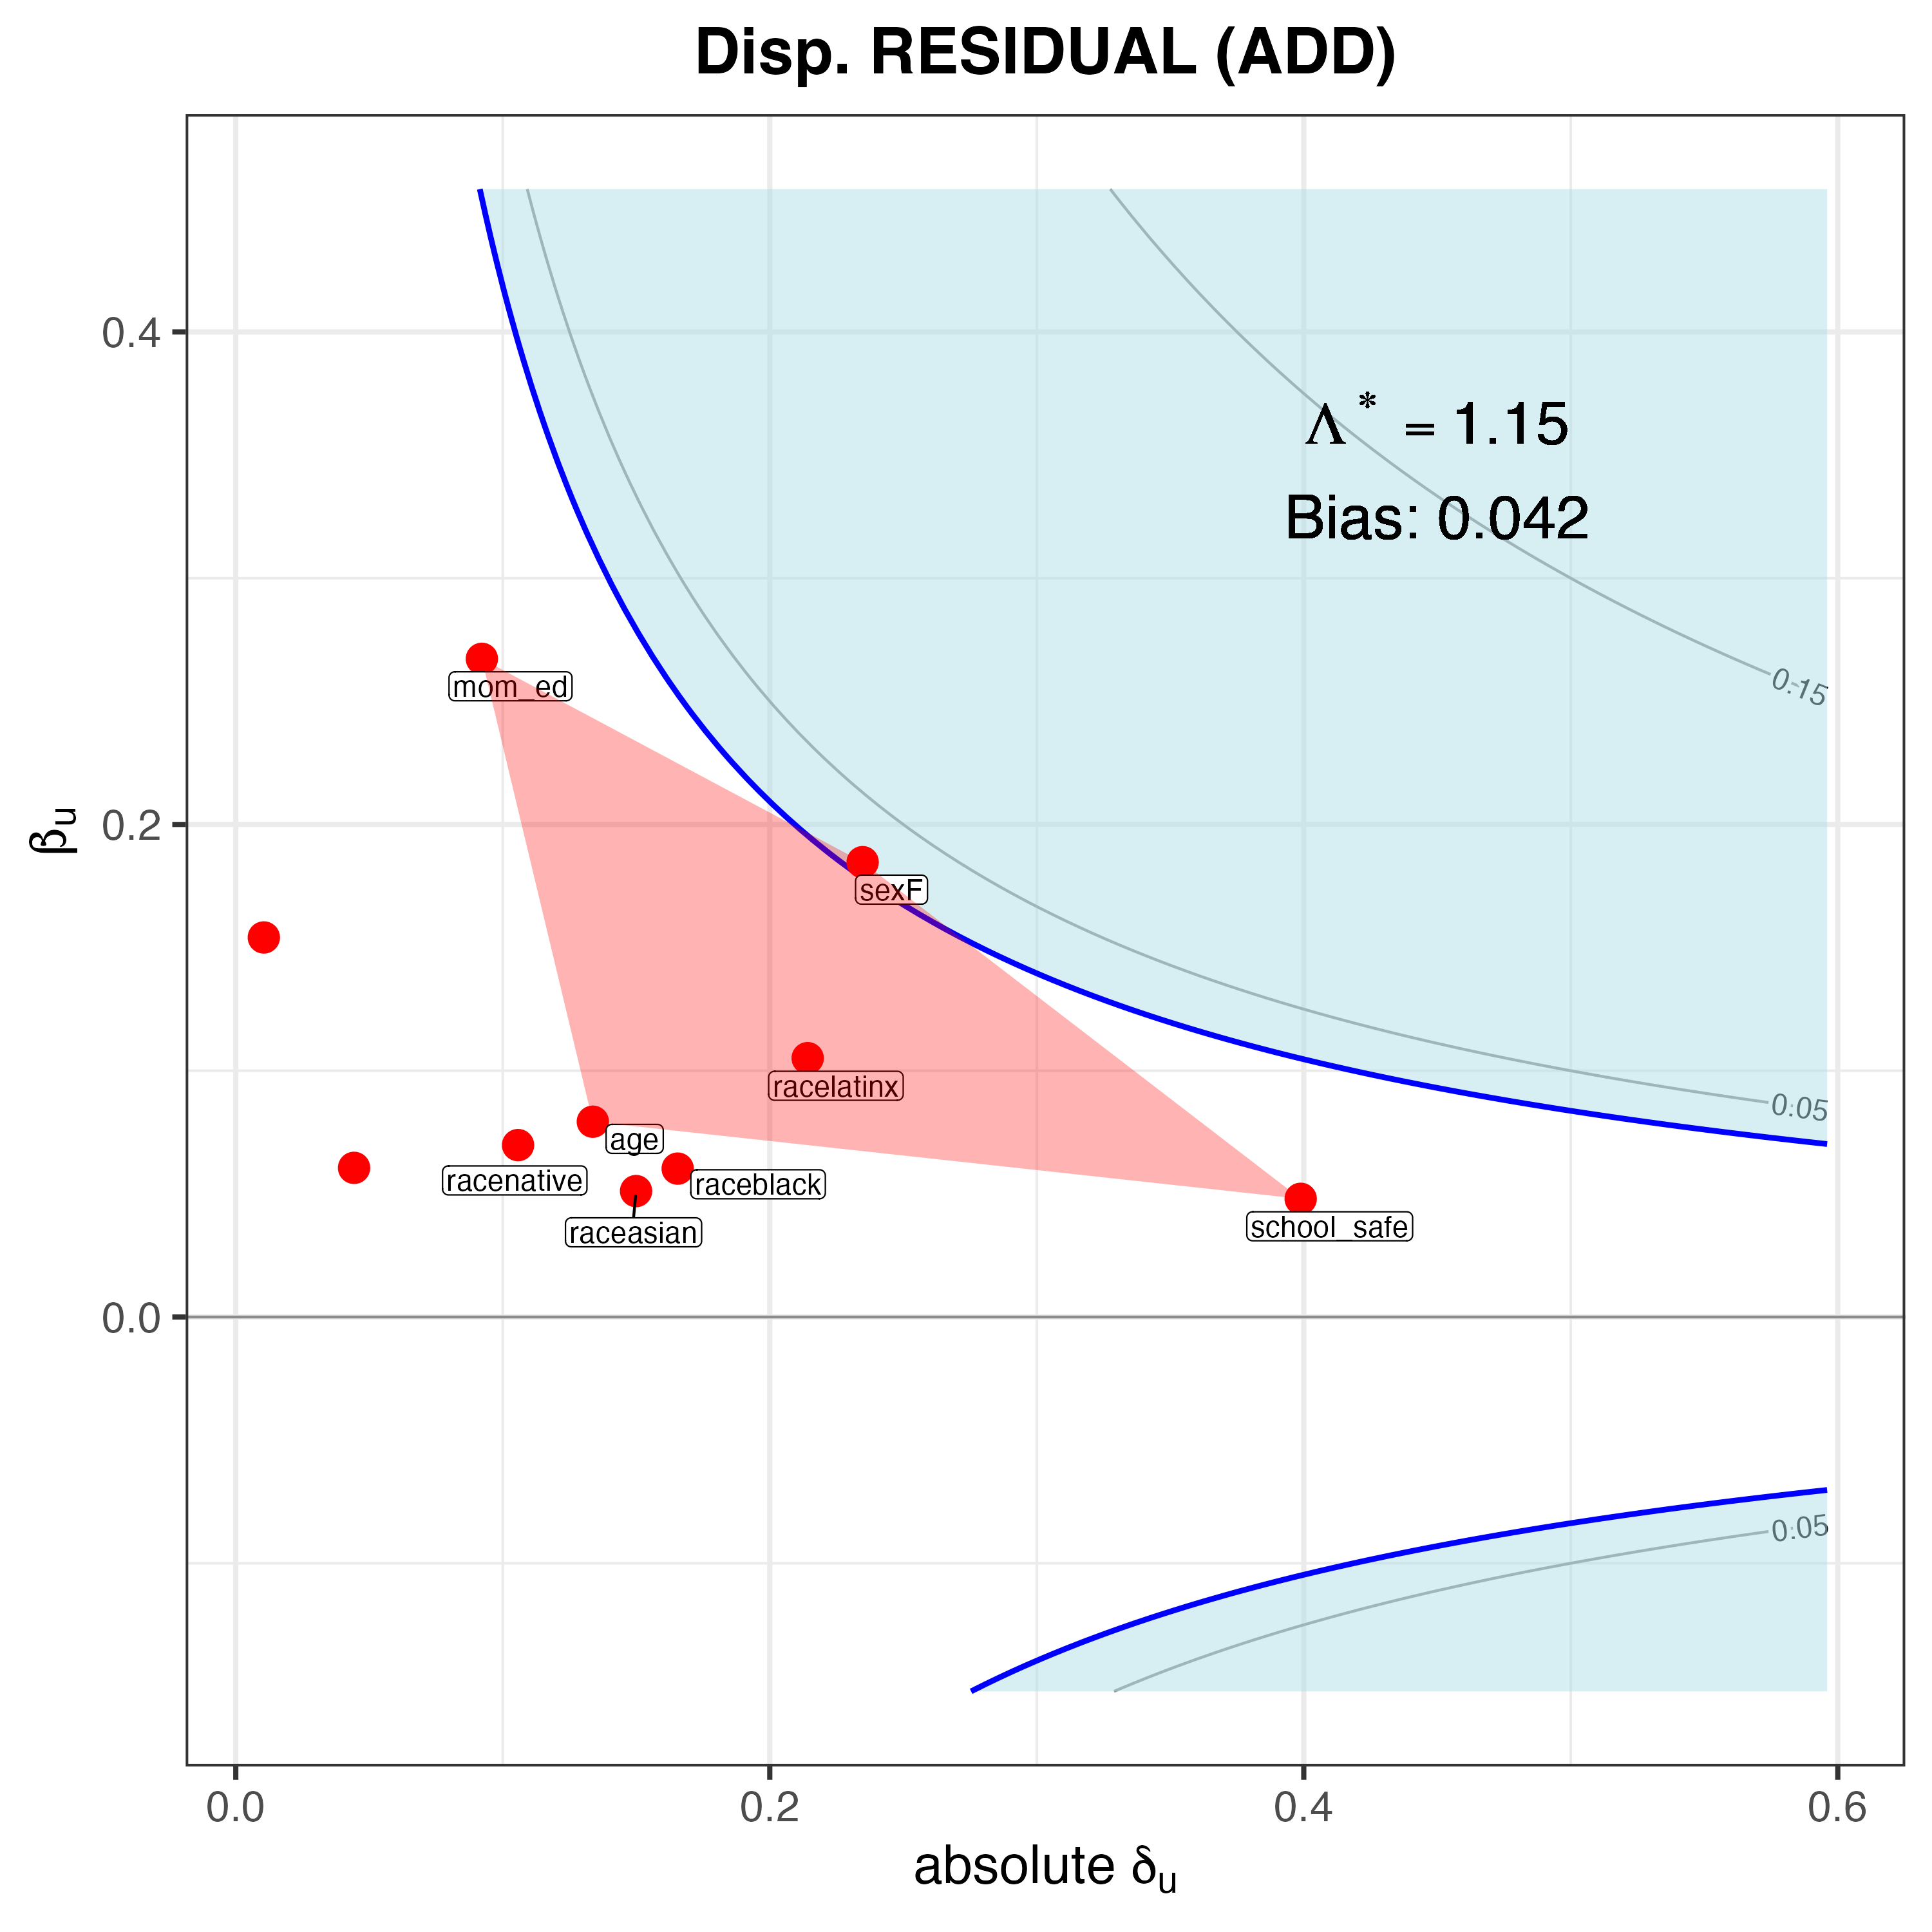 Disp. RESIDUAL (ADD)
0.4
0.2
0.0
βu
Λ* = 1.15
Bias: 0.042
0.15
mom_ed
sexF
racelatinx
0.05
age
racenative
raceblack
raceasian
school_safe
0.05
0.0 0.2 0.4 0.6
absolute δu